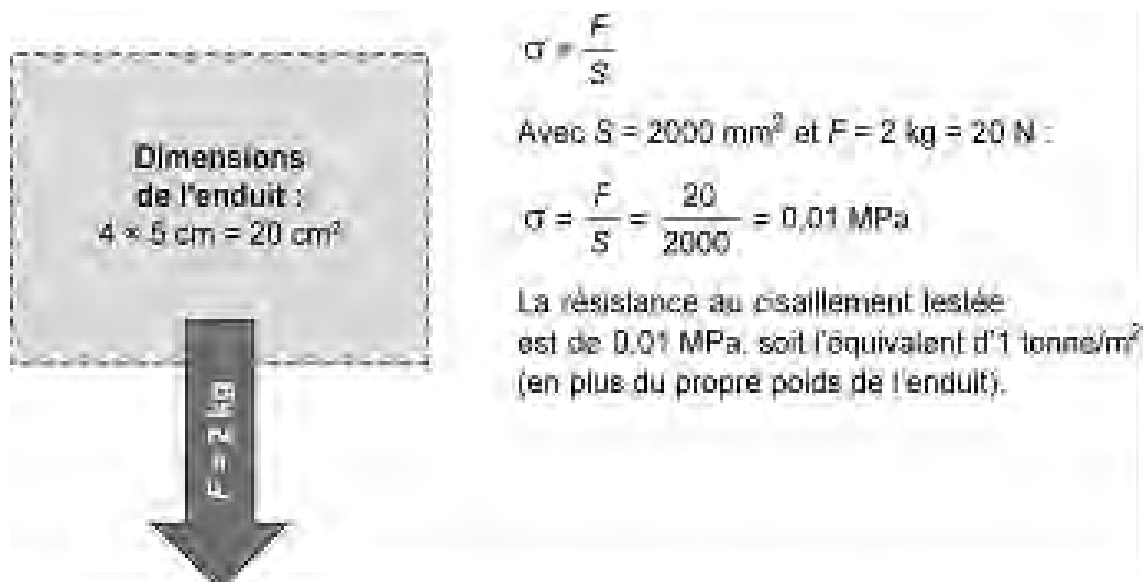 Dimensions
de l'enduit :
4 × 5 cm = 20 cm²
F = 2 kg
σ = F/S
Avec S = 2000 mm² et F = 2 kg = 20 N :
σ = F/S = 20/2000 = 0,01 MPa
La résistance au cisaillement testée
est de 0,01 MPa, soit l'équivalent d'1 tonne/m²
(en plus du propre poids de l'enduit).